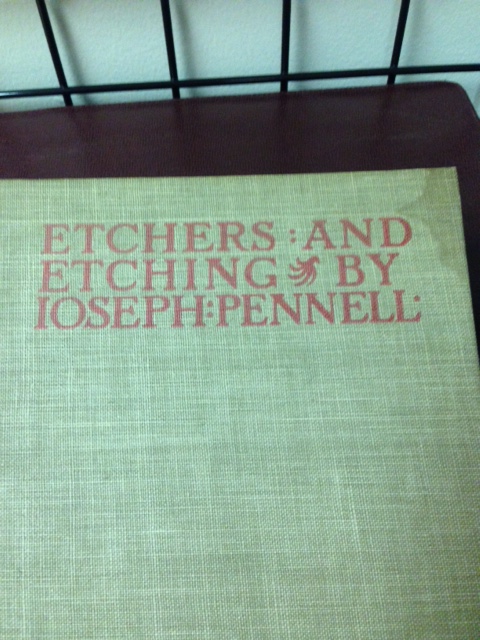 ETCHERS : AND
ETCHING BY
IOSEPH:PENNELL·